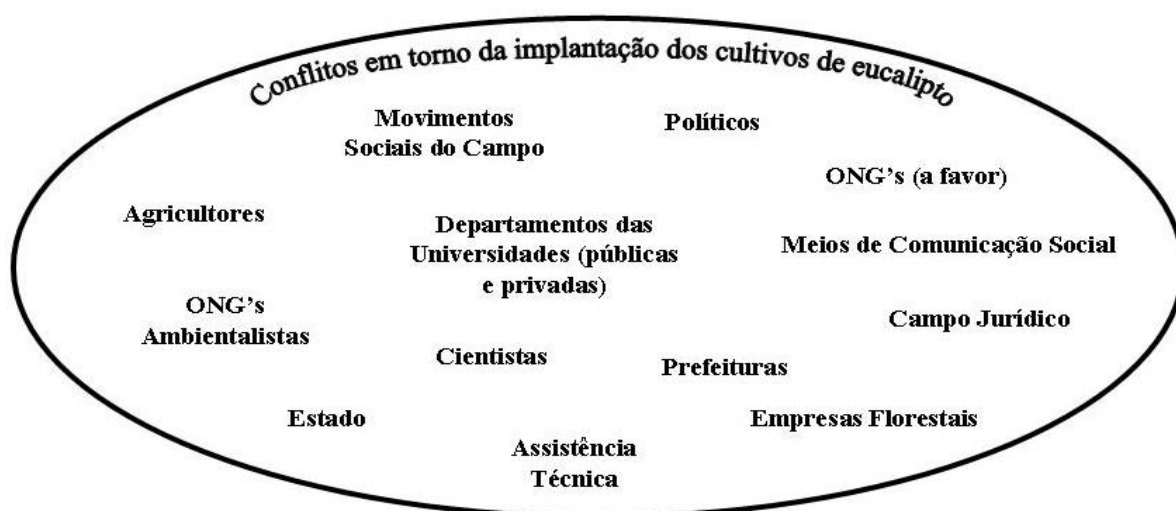 Conflitos em torno da implantação dos cultivos de eucalipto
Movimentos
Sociais do Campo
Políticos
ONG's (a favor)
Agricultores
Departamentos das
Universidades (públicas
e privadas)
Meios de Comunicação Social
ONG's
Ambientalistas
Campo Jurídico
Cientistas
Prefeituras
Estado
Empresas Florestais
Assistência
Técnica